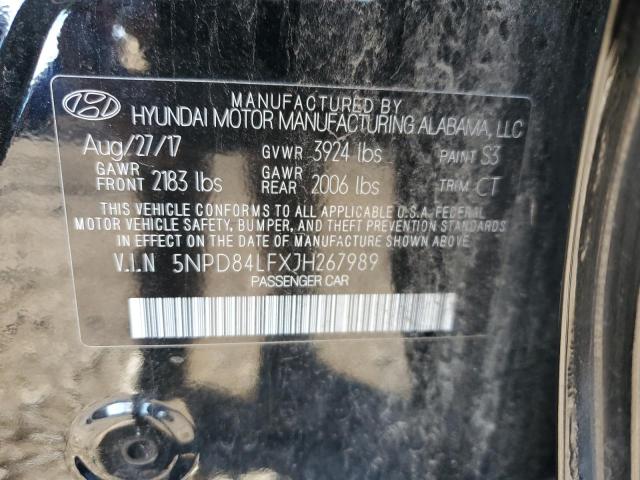 MANUFACTURED BY
HYUNDAI MOTOR MANUFACTURING ALABAMA, LLC
Aug/27/17 GVWR 3924 lbs PAINT S3
GAWR FRONT 2183 lbs GAWR REAR 2006 lbs TRIM CT
THIS VEHICLE CONFORMS TO ALL APPLICABLE U.S.A. FEDERAL
MOTOR VEHICLE SAFETY, BUMPER, AND THEFT PREVENTION STANDARDS
IN EFFECT ON THE DATE OF MANUFACTURE SHOWN ABOVE.
V.I.N 5NPD84LFXJH267989
PASSENGER CAR